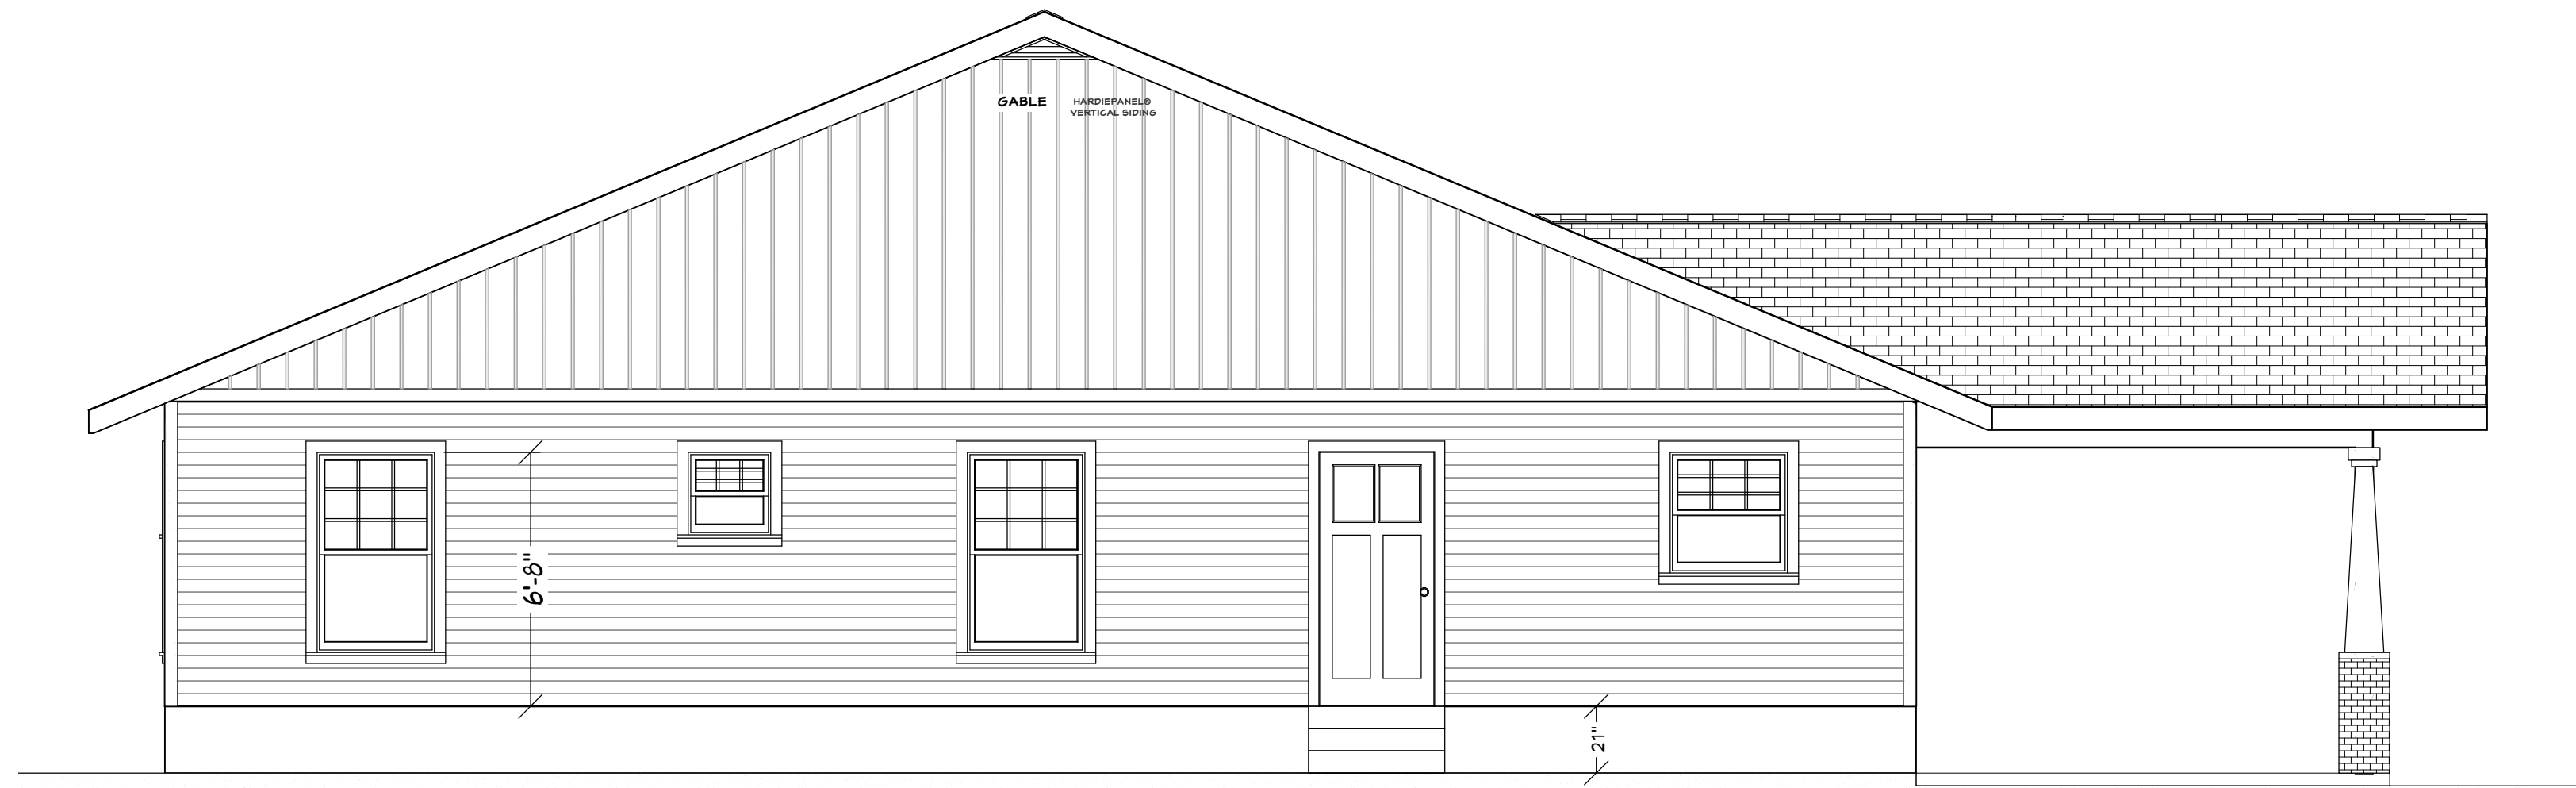 GABLE
HARDIEPANEL®
VERTICAL SIDING
6'-8"
21"